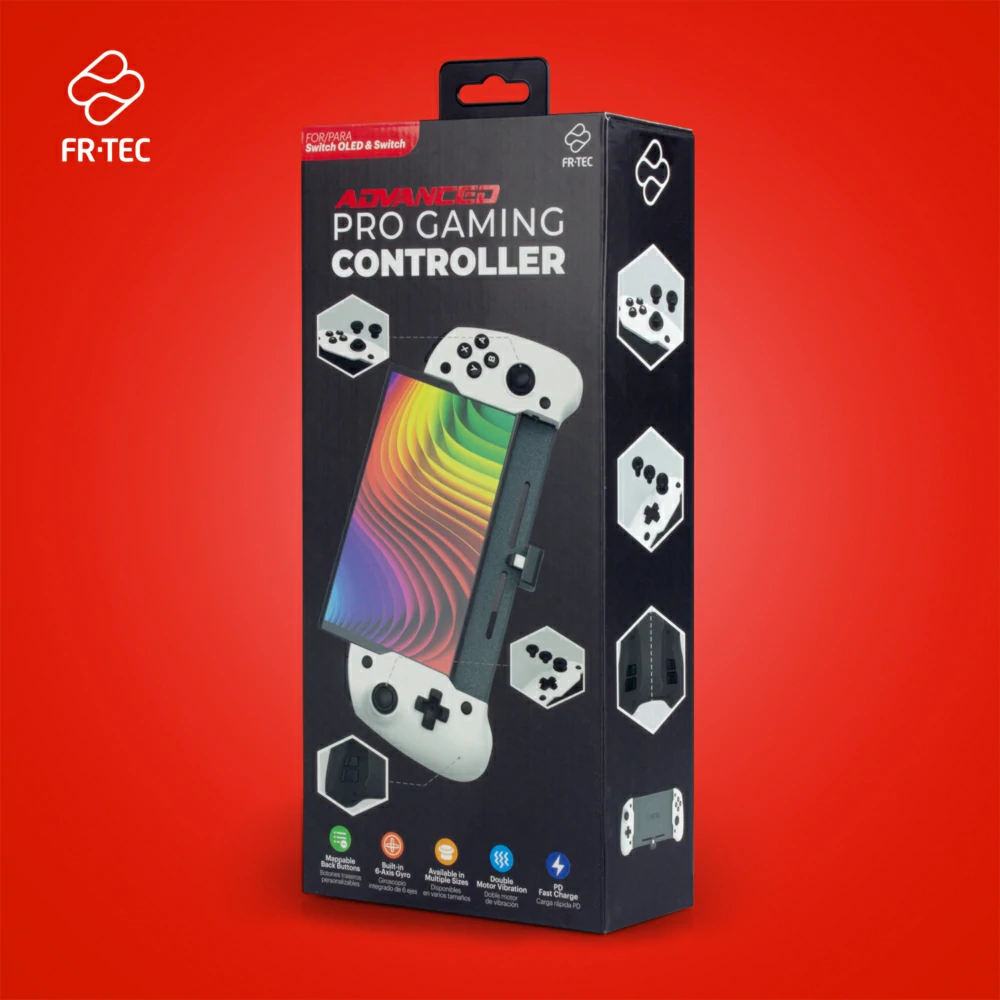 FR·TEC
FOR/PARA
Switch OLED & Switch
FR·TEC
ADVANCED
PRO GAMING
CONTROLLER
A
X
B
Y
Mappable
Back Buttons
Botones traseros
personalizables
Built-in
6-Axis Gyro
Giroscopio
integrado de 6 ejes
Available in
Multiple Sizes
Disponibles
en varios tamaños
Double
Motor Vibration
Doble motor
de vibración
PD
Fast Charge
Carga rápida PD